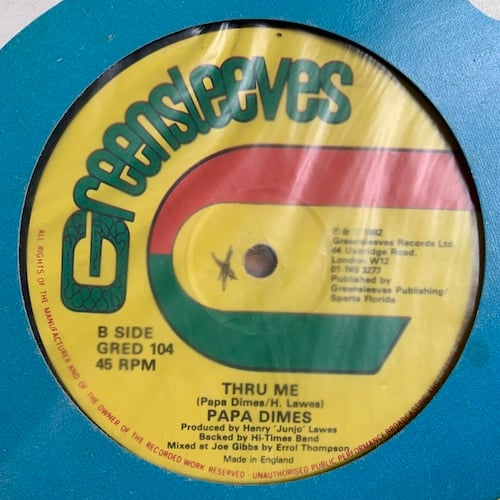 Greensleeves
℗ & © 1982
Greensleeves Records Ltd.
44 Uxbridge Road,
London W12
01-749 3277
Published by
Greensleeves Publishing/
Sparta Florida
B SIDE
GRED 104
45 RPM
THRU ME
(Papa Dimes/H. Lawes)
PAPA DIMES
Produced by Henry 'Junjo' Lawes
Backed by Hi-Times Band
Mixed at Joe Gibbs by Errol Thompson
Made in England
ALL RIGHTS OF THE MANUFACTURER AND OF THE OWNER OF THE RECORDED WORK RESERVED · UNAUTHORISED PUBLIC PERFORMANCE